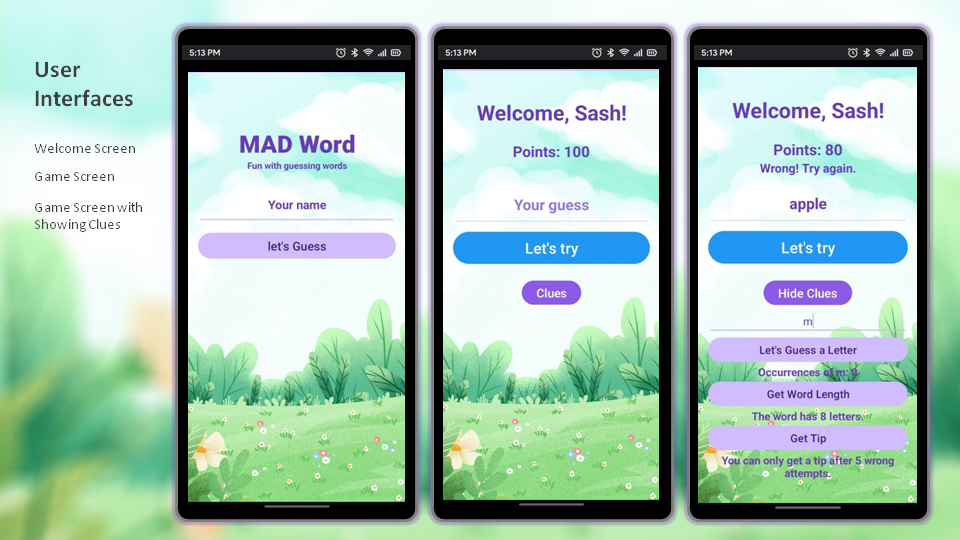 User
Interfaces
Welcome Screen
Game Screen
Game Screen with
Showing Clues
5:13 PM
MAD Word
Fun with guessing words
Your name
let's Guess
5:13 PM
Welcome, Sash!
Points: 100
Your guess
Let's try
Clues
5:13 PM
Welcome, Sash!
Points: 80
Wrong! Try again.
apple
Let's try
Hide Clues
m
Let's Guess a Letter
Occurrences of m: 0
Get Word Length
The word has 8 letters.
Get Tip
You can only get a tip after 5 wrong
attempts.